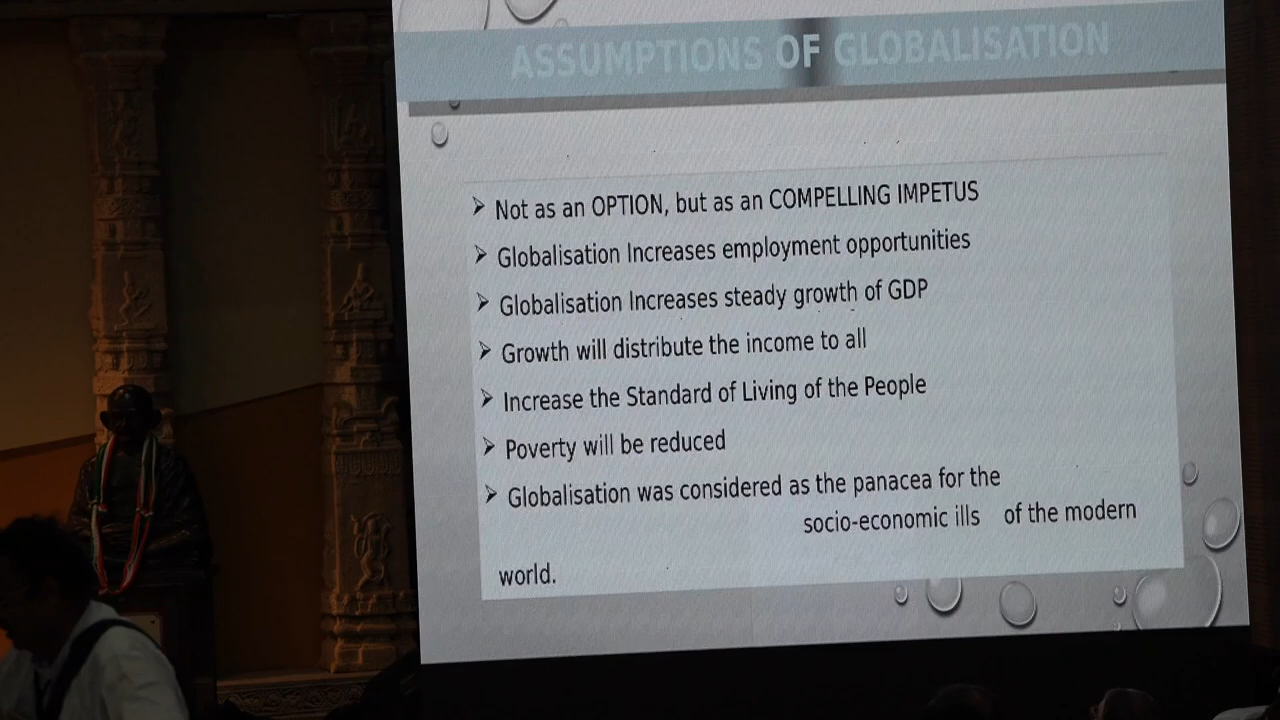 ASSUMPTIONS OF GLOBALISATION
Not as an OPTION, but as an COMPELLING IMPETUS
Globalisation Increases employment opportunities
Globalisation Increases steady growth of GDP
Growth will distribute the income to all
Increase the Standard of Living of the People
Poverty will be reduced
Globalisation was considered as the panacea for the
socio-economic ills of the modern
world.